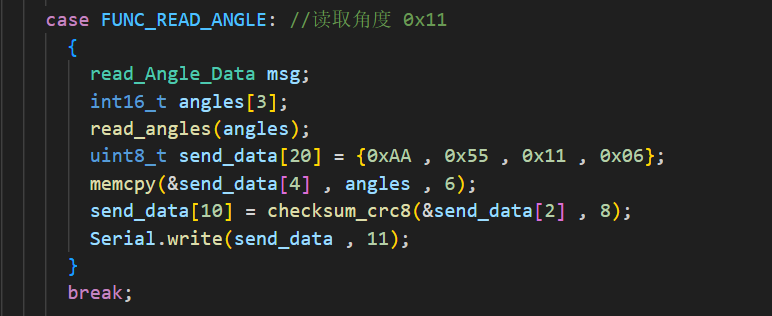 case FUNC_READ_ANGLE: //读取角度 0x11
{
read_Angle_Data msg;
int16_t angles[3];
read_angles(angles);
uint8_t send_data[20] = {0xAA , 0x55 , 0x11 , 0x06};
memcpy(&send_data[4] , angles , 6);
send_data[10] = checksum_crc8(&send_data[2] , 8);
Serial.write(send_data , 11);
}
break;